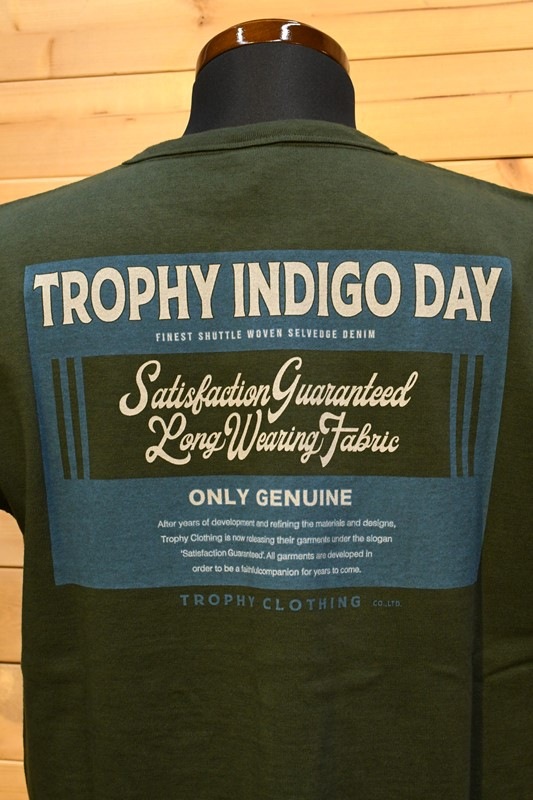 TROPHY INDIGO DAY
FINEST SHUTTLE WOVEN SELVEDGE DENIM
Satisfaction Guaranteed
Long Wearing Fabric
ONLY GENUINE
After years of development and refining the materials and designes,
Trophy Clothing is now releasing their garments under the slogan
'Satisfaction Guaranteed'. All garments are developed in
order to be a faithfulcompanion for years to come.
TROPHY CLOTHING CO.,LTD.